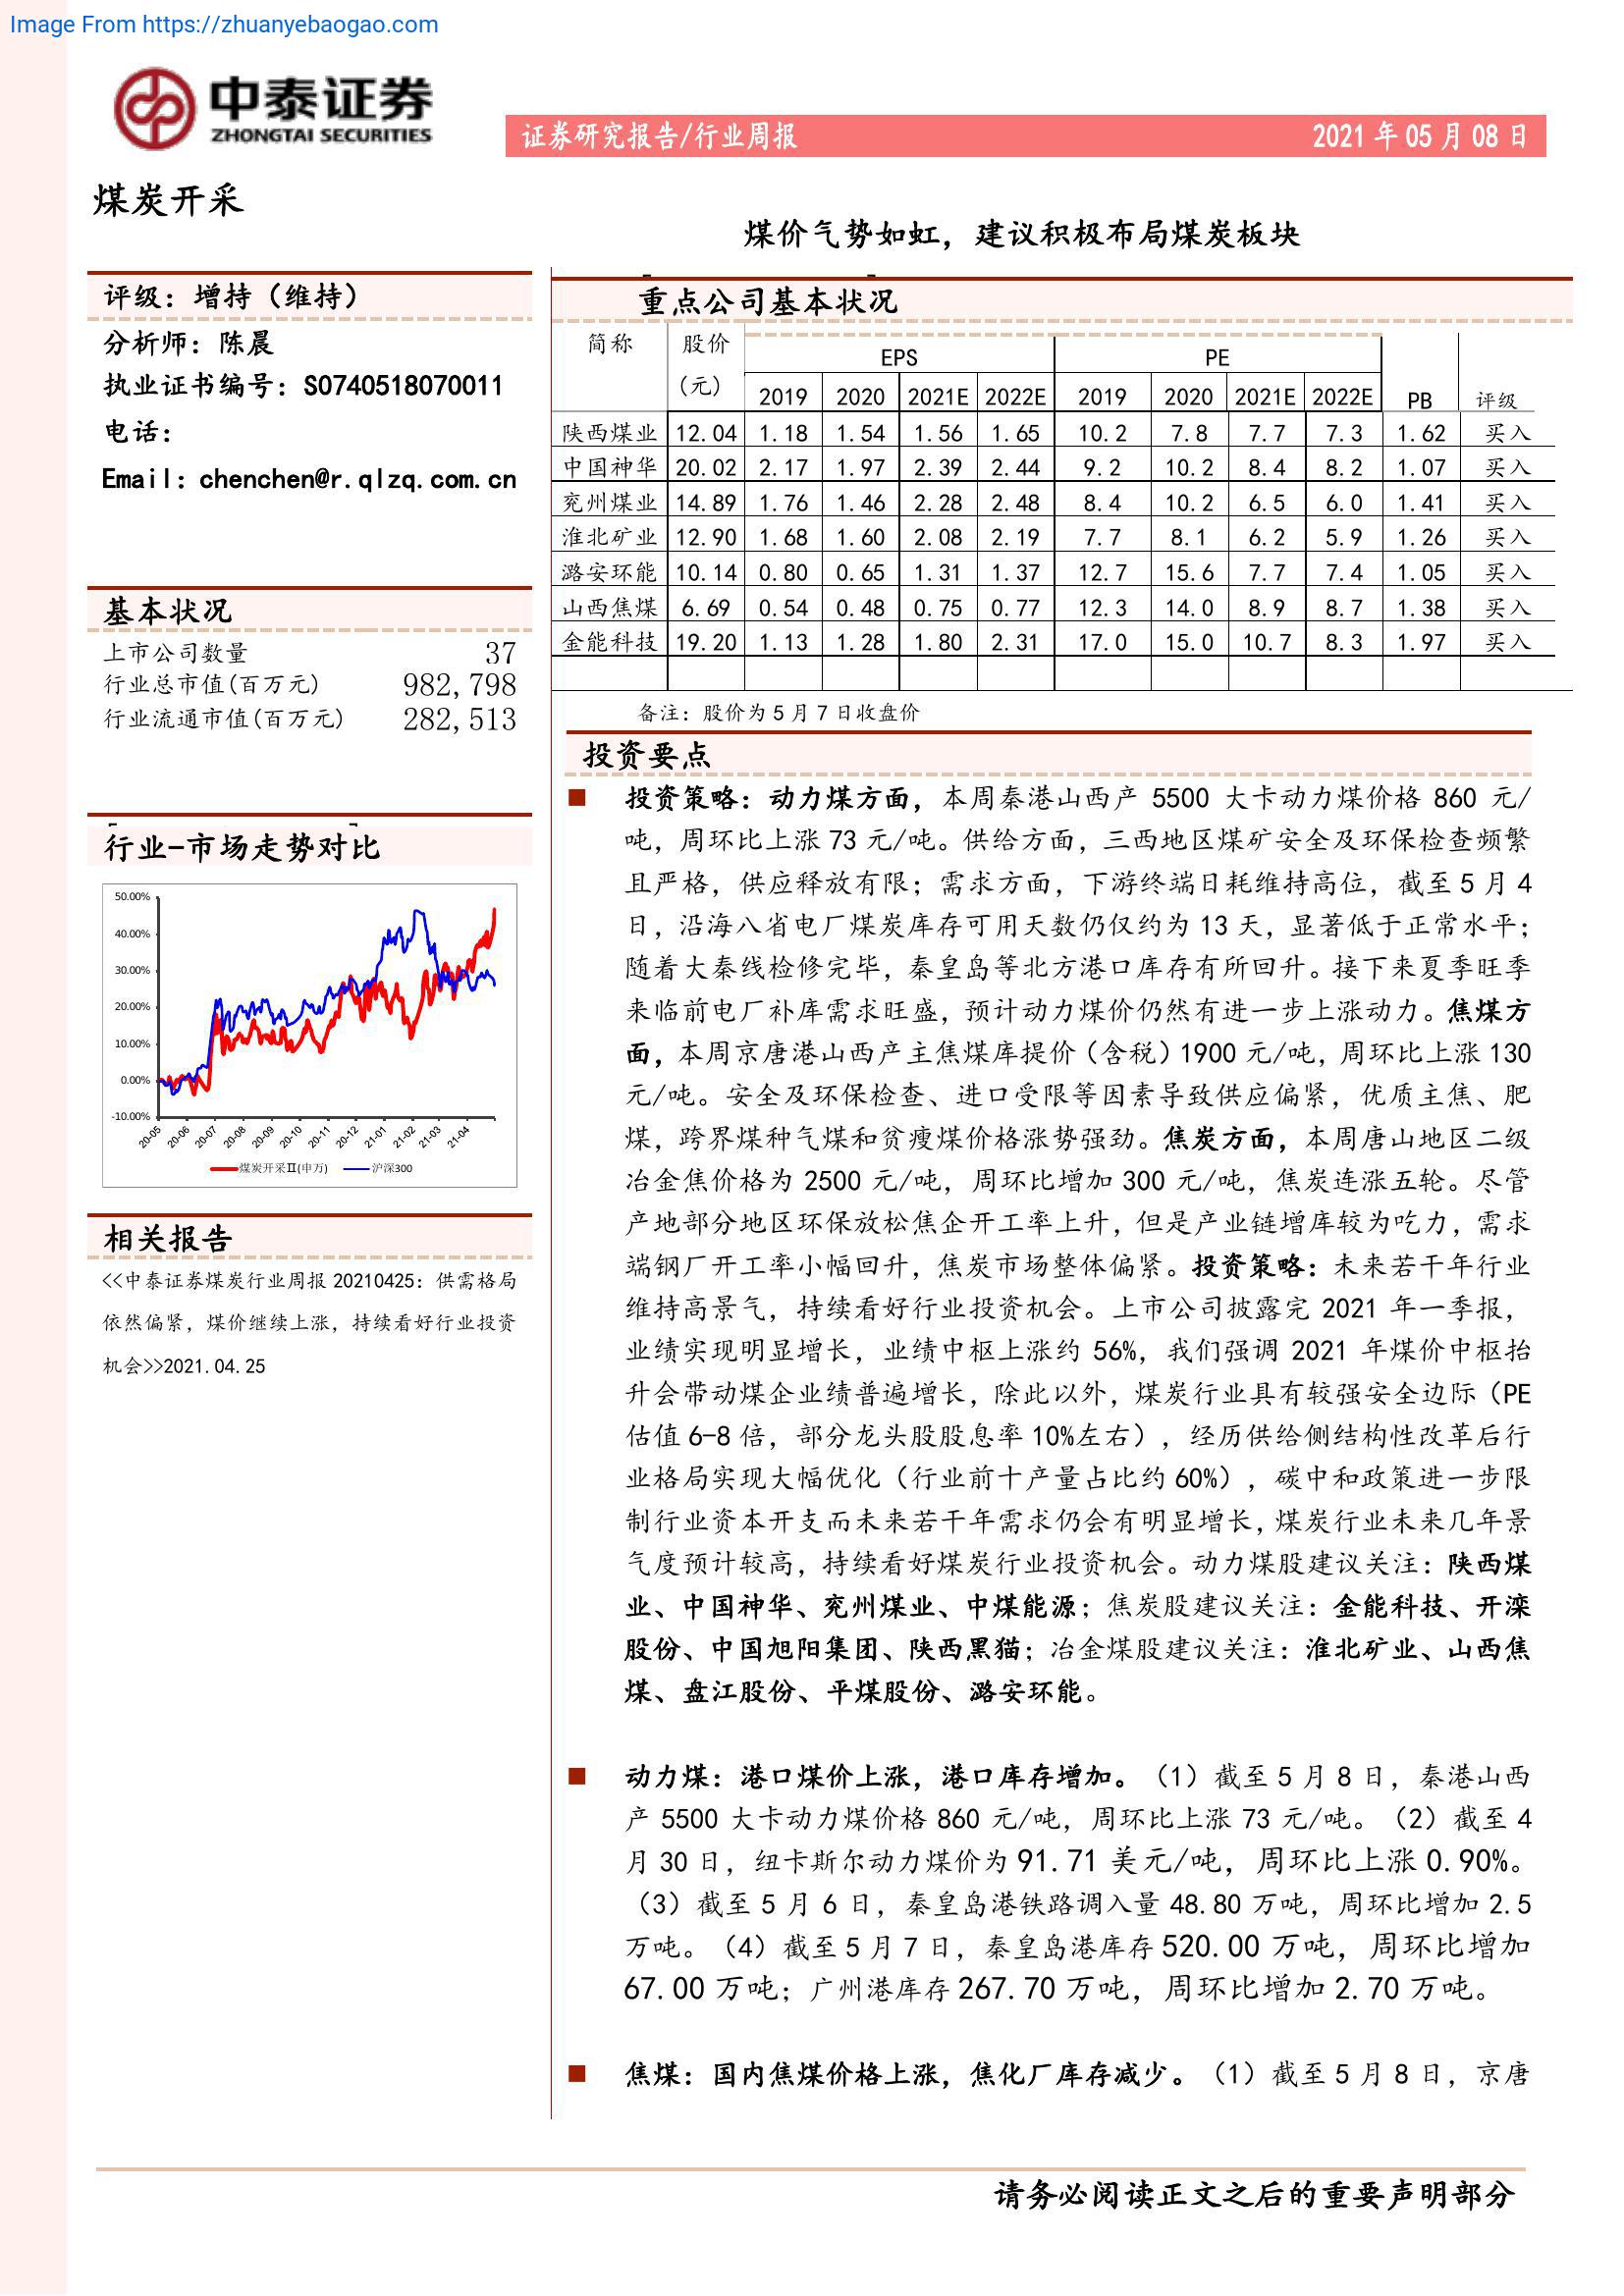 Image From https://zhuanyebaogao.com
中泰证券
ZHONGTAI SECURITIES
证券研究报告/行业周报 2021 年 05 月 08 日
煤炭开采
煤价气势如虹，建议积极布局煤炭板块
评级：增持（维持）
分析师：陈晨
执业证书编号：S0740518070011
电话：
Email：chenchen@r.qlzq.com.cn
基本状况
上市公司数量 37
行业总市值(百万元) 982,798
行业流通市值(百万元) 282,513
行业-市场走势对比
50.00%
40.00%
30.00%
20.00%
10.00%
0.00%
-10.00%
20-05 20-06 20-07 20-08 20-09 20-10 20-11 20-12 21-01 21-02 21-03 21-04
煤炭开采Ⅱ(申万) 沪深300
相关报告
<<中泰证券煤炭行业周报 20210425：供需格局
依然偏紧，煤价继续上涨，持续看好行业投资
机会>>2021.04.25
重点公司基本状况
简称 股价 EPS PE
(元) 2019 2020 2021E 2022E 2019 2020 2021E 2022E PB 评级
陕西煤业 12.04 1.18 1.54 1.56 1.65 10.2 7.8 7.7 7.3 1.62 买入
中国神华 20.02 2.17 1.97 2.39 2.44 9.2 10.2 8.4 8.2 1.07 买入
兖州煤业 14.89 1.76 1.46 2.28 2.48 8.4 10.2 6.5 6.0 1.41 买入
淮北矿业 12.90 1.68 1.60 2.08 2.19 7.7 8.1 6.2 5.9 1.26 买入
潞安环能 10.14 0.80 0.65 1.31 1.37 12.7 15.6 7.7 7.4 1.05 买入
山西焦煤 6.69 0.54 0.48 0.75 0.77 12.3 14.0 8.9 8.7 1.38 买入
金能科技 19.20 1.13 1.28 1.80 2.31 17.0 15.0 10.7 8.3 1.97 买入
备注：股价为 5 月 7 日收盘价
投资要点
投资策略：动力煤方面，本周秦港山西产 5500 大卡动力煤价格 860 元/
吨，周环比上涨 73 元/吨。供给方面，三西地区煤矿安全及环保检查频繁
且严格，供应释放有限；需求方面，下游终端日耗维持高位，截至 5 月 4
日，沿海八省电厂煤炭库存可用天数仍仅约为 13 天，显著低于正常水平；
随着大秦线检修完毕，秦皇岛等北方港口库存有所回升。接下来夏季旺季
来临前电厂补库需求旺盛，预计动力煤价仍然有进一步上涨动力。焦煤方
面，本周京唐港山西产主焦煤库提价（含税）1900 元/吨，周环比上涨 130
元/吨。安全及环保检查、进口受限等因素导致供应偏紧，优质主焦、肥
煤，跨界煤种气煤和贫瘦煤价格涨势强劲。焦炭方面，本周唐山地区二级
冶金焦价格为 2500 元/吨，周环比增加 300 元/吨，焦炭连涨五轮。尽管
产地部分地区环保放松焦企开工率上升，但是产业链增库较为吃力，需求
端钢厂开工率小幅回升，焦炭市场整体偏紧。投资策略：未来若干年行业
维持高景气，持续看好行业投资机会。上市公司披露完 2021 年一季报，
业绩实现明显增长，业绩中枢上涨约 56%，我们强调 2021 年煤价中枢抬
升会带动煤企业绩普遍增长，除此以外，煤炭行业具有较强安全边际（PE
估值 6-8 倍，部分龙头股股息率 10%左右），经历供给侧结构性改革后行
业格局实现大幅优化（行业前十产量占比约 60%），碳中和政策进一步限
制行业资本开支而未来若干年需求仍会有明显增长，煤炭行业未来几年景
气度预计较高，持续看好煤炭行业投资机会。动力煤股建议关注：陕西煤
业、中国神华、兖州煤业、中煤能源；焦炭股建议关注：金能科技、开滦
股份、中国旭阳集团、陕西黑猫；冶金煤股建议关注：淮北矿业、山西焦
煤、盘江股份、平煤股份、潞安环能。
动力煤：港口煤价上涨，港口库存增加。（1）截至 5 月 8 日，秦港山西
产 5500 大卡动力煤价格 860 元/吨，周环比上涨 73 元/吨。（2）截至 4
月 30 日，纽卡斯尔动力煤价为 91.71 美元/吨，周环比上涨 0.90%。
（3）截至 5 月 6 日，秦皇岛港铁路调入量 48.80 万吨，周环比增加 2.5
万吨。（4）截至 5 月 7 日，秦皇岛港库存 520.00 万吨，周环比增加
67.00 万吨；广州港库存 267.70 万吨，周环比增加 2.70 万吨。
焦煤：国内焦煤价格上涨，焦化厂库存减少。（1）截至 5 月 8 日，京唐
请务必阅读正文之后的重要声明部分